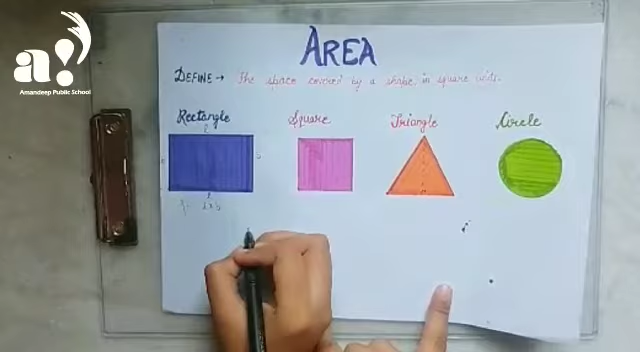 a!
Amandeep Public School
AREA
DEFINE → The space covered by a shape in square units.
Rectangle Square Triangle Circle
l
b
l
A = l x b